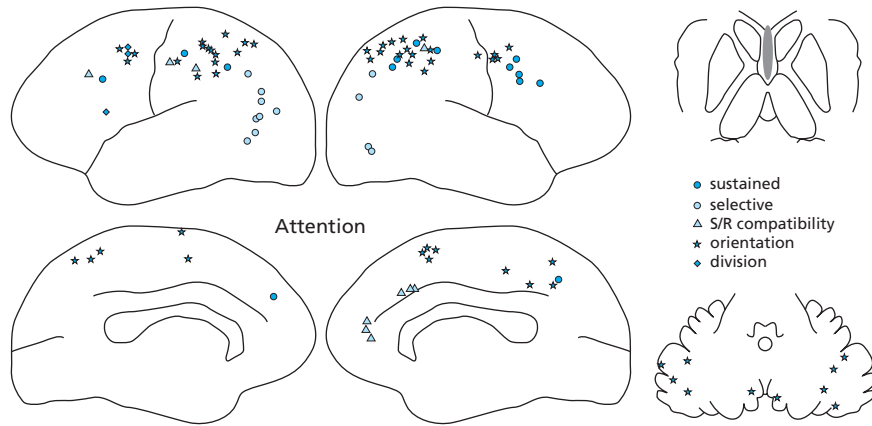 Attention
sustained
selective
S/R compatibility
orientation
division